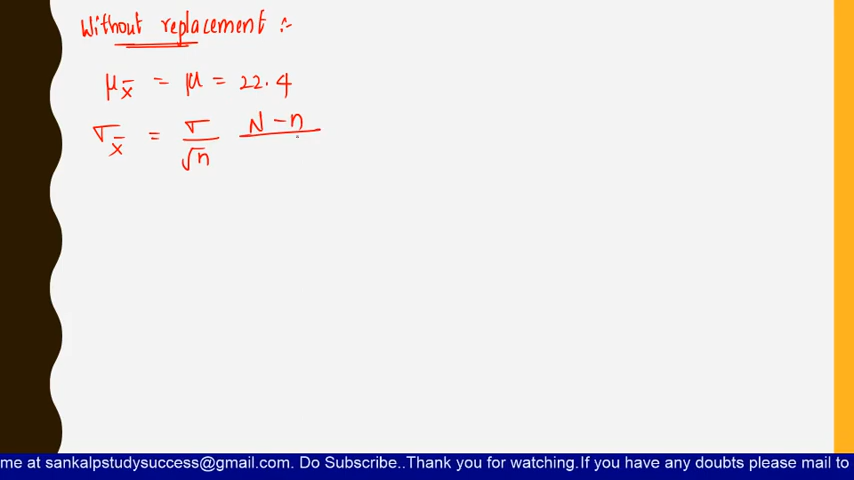 Without replacement :-
μx̄ = μ = 22.4
σx̄ = σ/√n N-n
me at sankalpstudysuccess@gmail.com. Do Subscribe..Thank you for watching.If you have any doubts please mail to